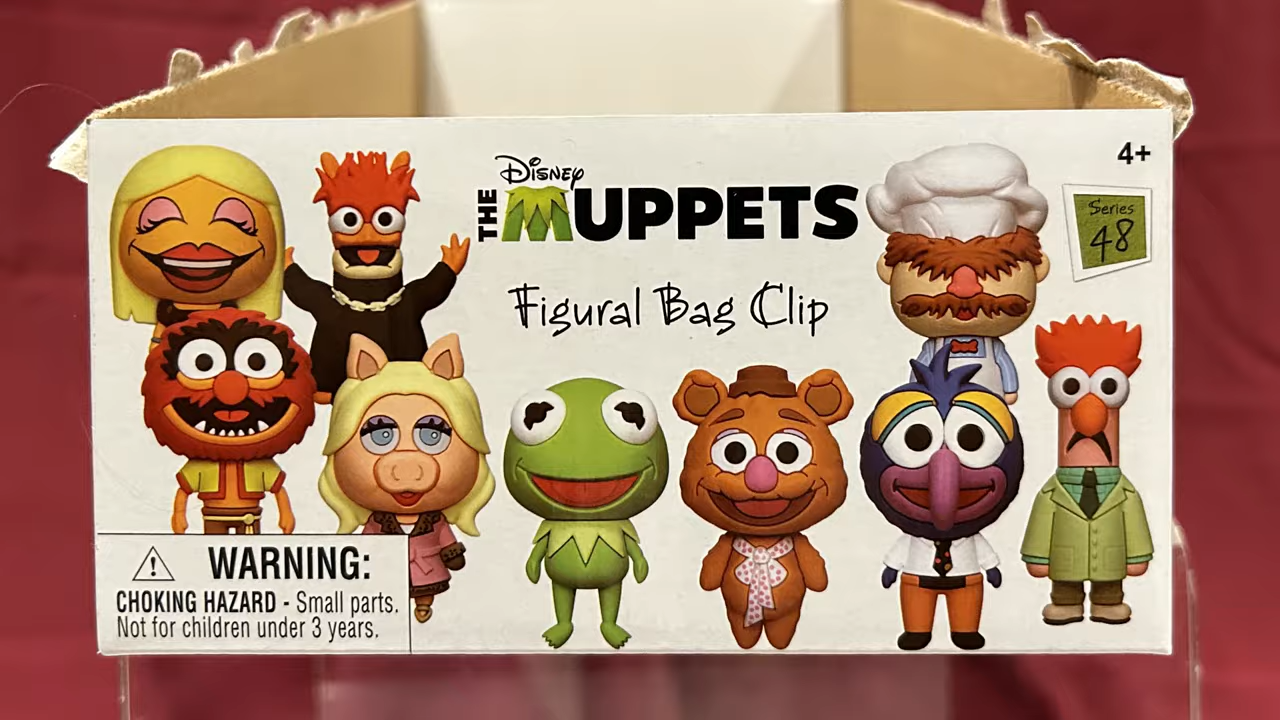 Disney
THE MUPPETS
Figural Bag Clip
4+
Series
48
WARNING:
CHOKING HAZARD - Small parts.
Not for children under 3 years.